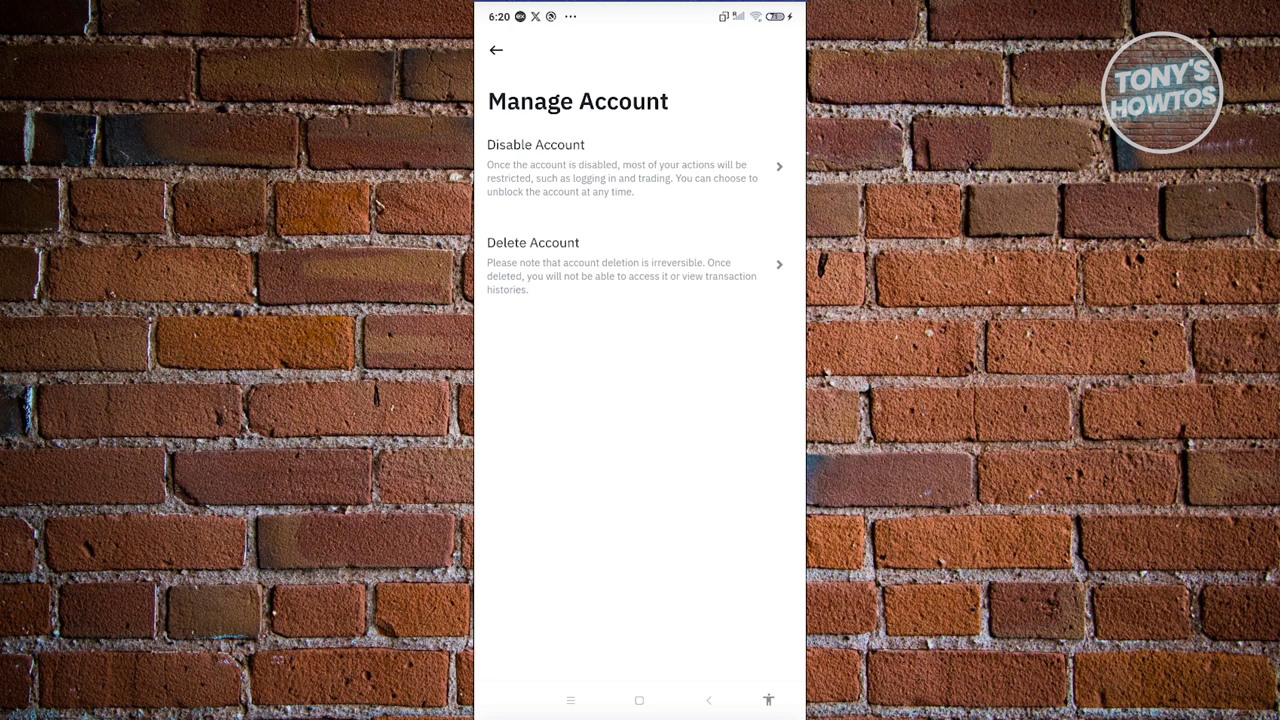 6:20
TONY'S
HOWTOS
Manage Account
Disable Account
Once the account is disabled, most of your actions will be
restricted, such as logging in and trading. You can choose to
unblock the account at any time.
Delete Account
Please note that account deletion is irreversible. Once
deleted, you will not be able to access it or view transaction
histories.